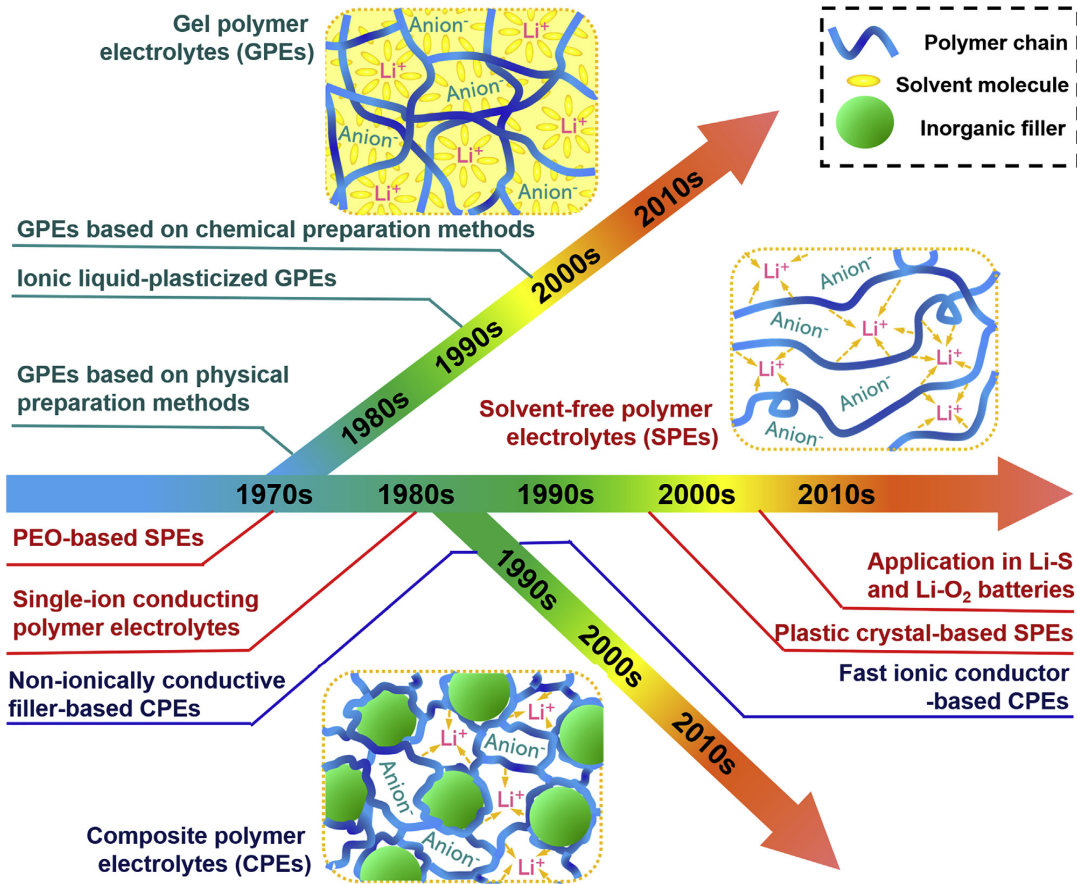 Gel polymer
electrolytes (GPEs)
Anion⁻
Li⁺
Li⁺
Anion⁻
Anion⁻
Li⁺
Li⁺
Li⁺
Anion⁻
Polymer chain
Solvent molecule
Inorganic filler
GPEs based on chemical preparation methods
Ionic liquid-plasticized GPEs
GPEs based on physical
preparation methods
1980s
1990s
2000s
2010s
Solvent-free polymer
electrolytes (SPEs)
Li⁺
Anion⁻
Anion⁻
Li⁺
Li⁺
Li⁺
Anion⁻
Li⁺
Anion⁻
1970s
1980s
1990s
2000s
2010s
PEO-based SPEs
Single-ion conducting
polymer electrolytes
Non-ionically conductive
filler-based CPEs
1990s
2000s
2010s
Application in Li-S
and Li-O₂ batteries
Plastic crystal-based SPEs
Fast ionic conductor
-based CPEs
Composite polymer
electrolytes (CPEs)
Li⁺
Li⁺
Anion⁻
Anion⁻
Li⁺
Anion⁻
Li⁺